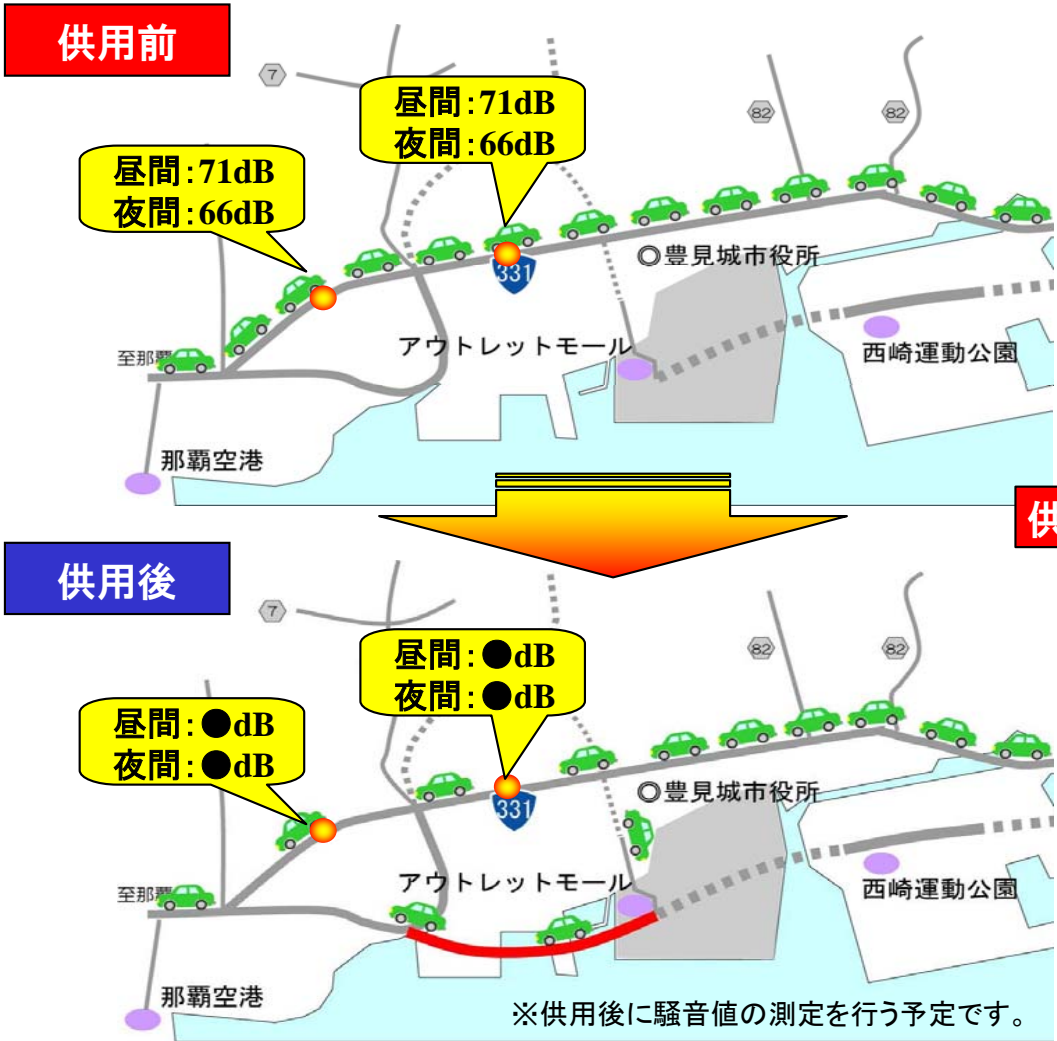 供用前
7
昼間:71dB
夜間:66dB
82
82
昼間:71dB
夜間:66dB
◎豊見城市役所
331
アウトレットモール
西崎運動公園
至那覇
那覇空港
供
供用後
7
昼間:●dB
夜間:●dB
82
82
昼間:●dB
夜間:●dB
◎豊見城市役所
331
アウトレットモール
西崎運動公園
至那覇
那覇空港
※供用後に騒音値の測定を行う予定です。